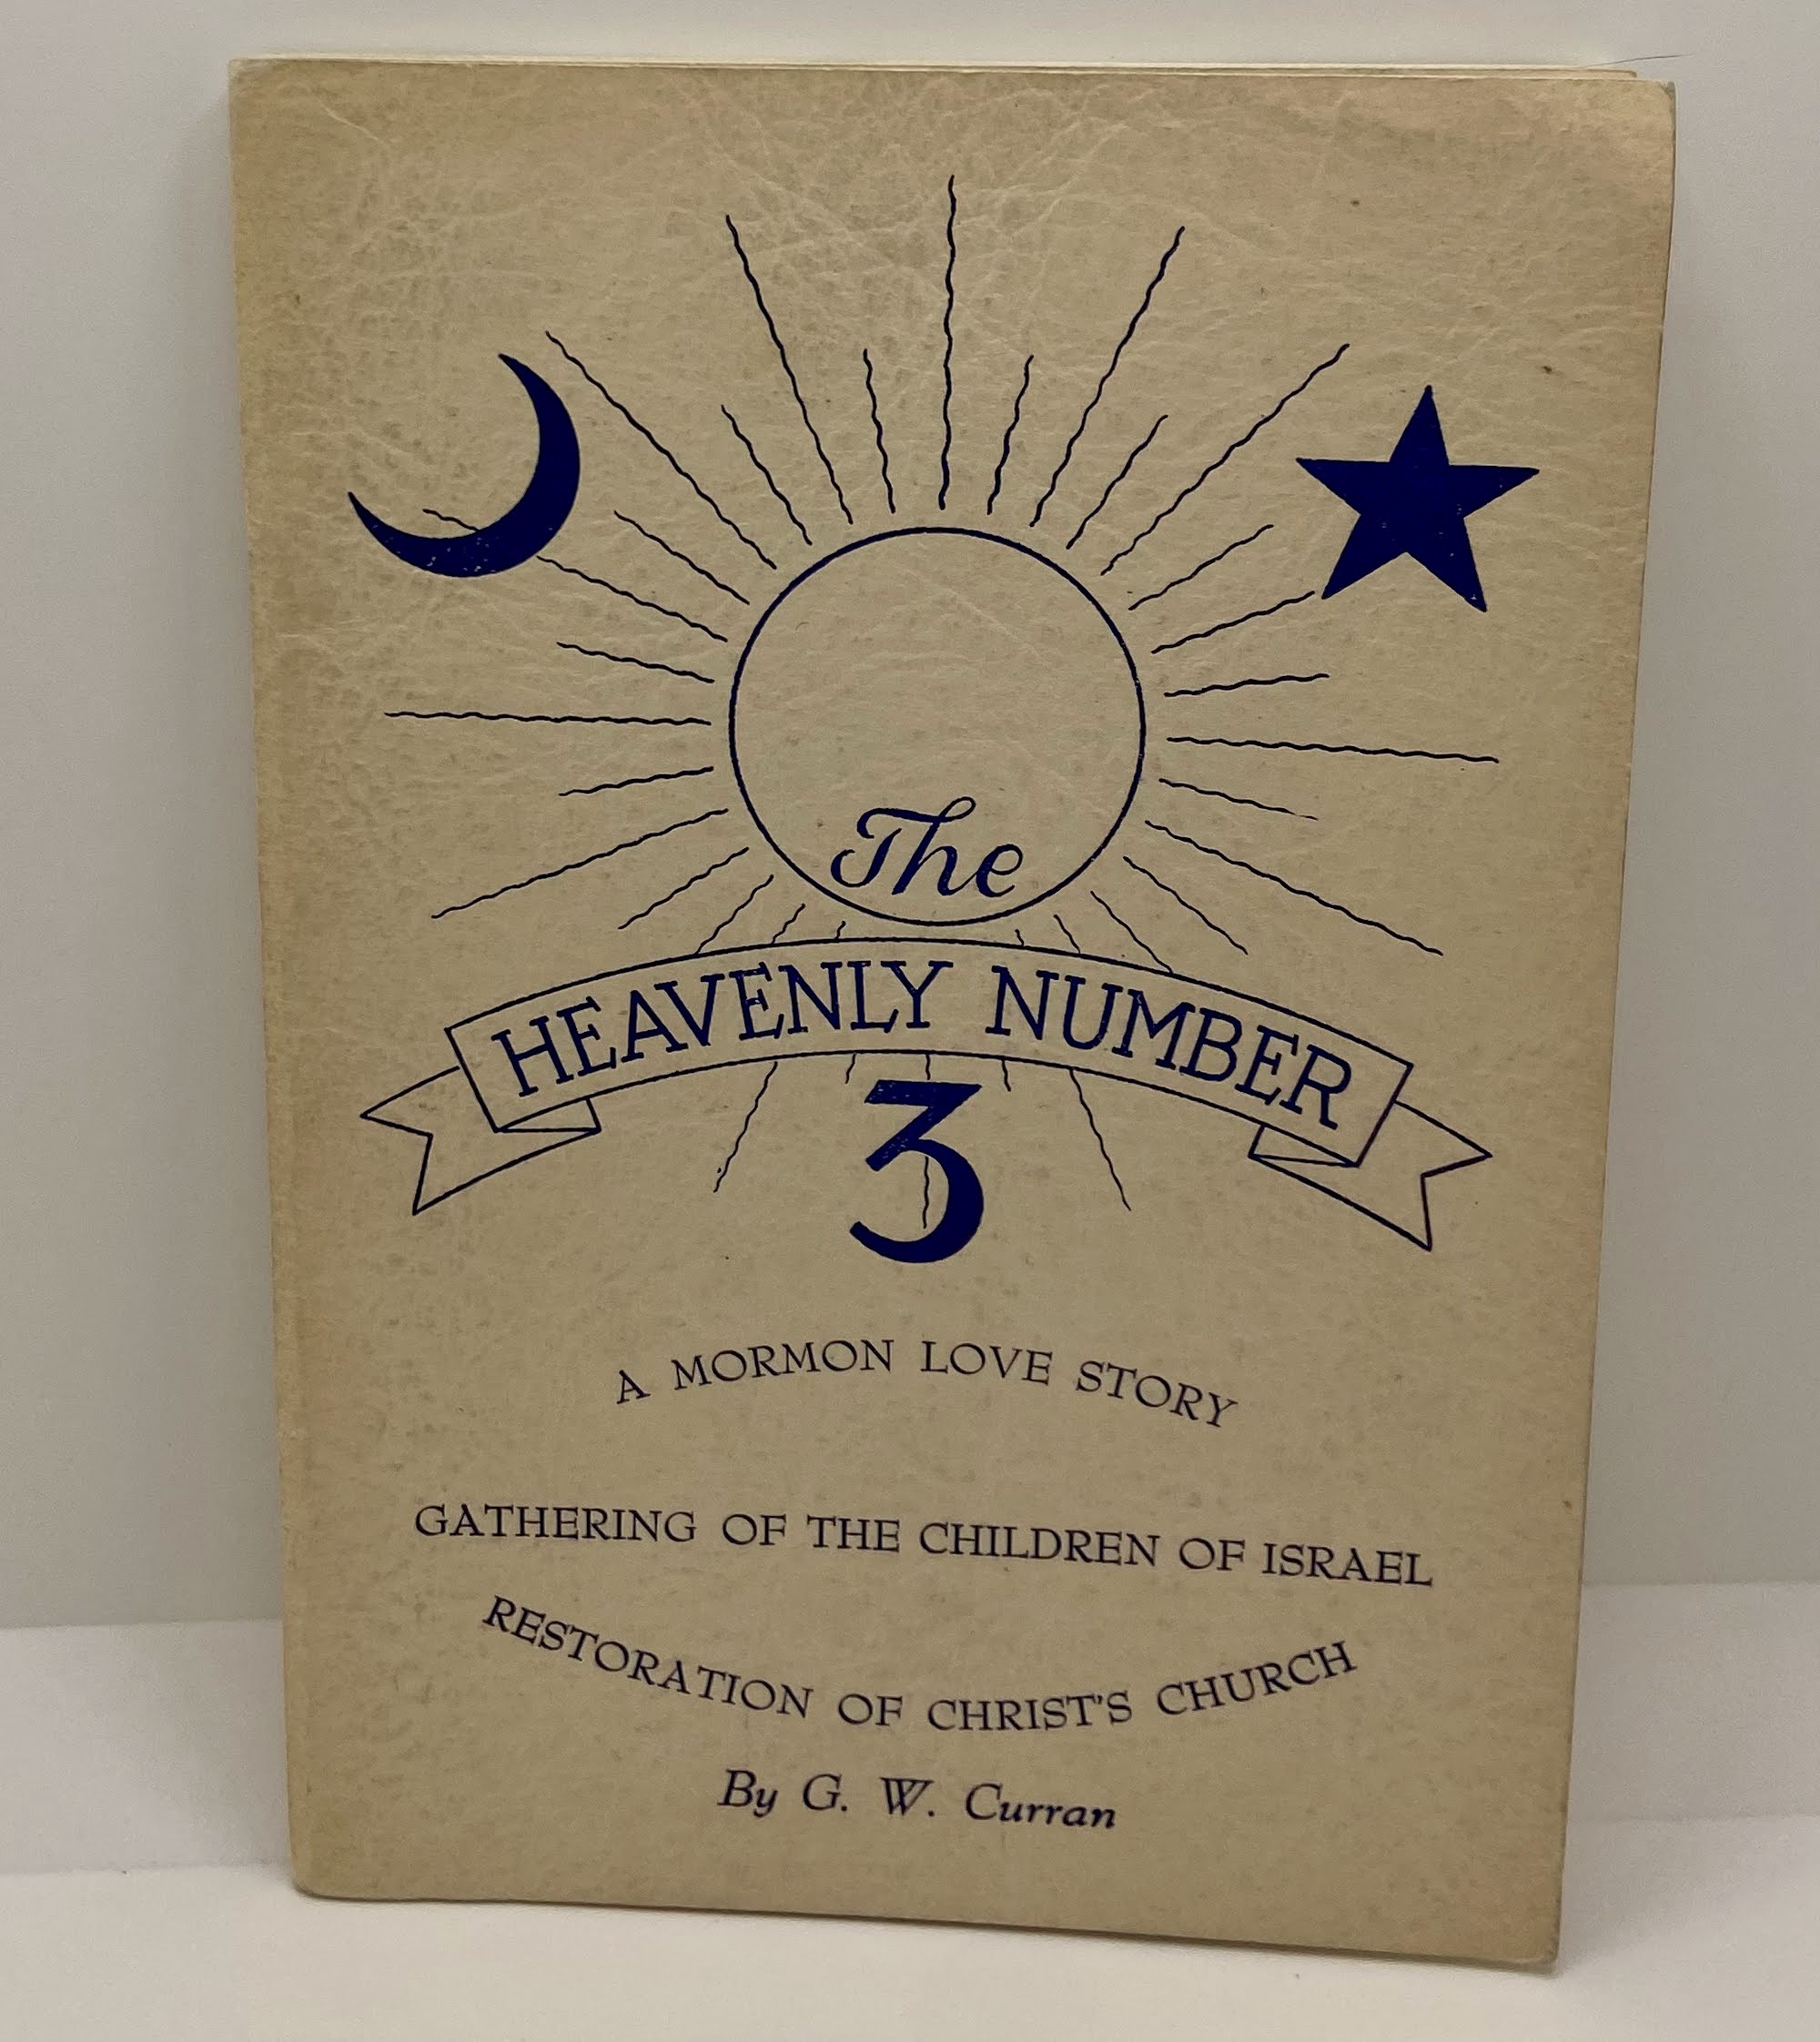 The
HEAVENLY NUMBER
3
A MORMON LOVE STORY
GATHERING OF THE CHILDREN OF ISRAEL
RESTORATION OF CHRIST'S CHURCH
By G. W. Curran